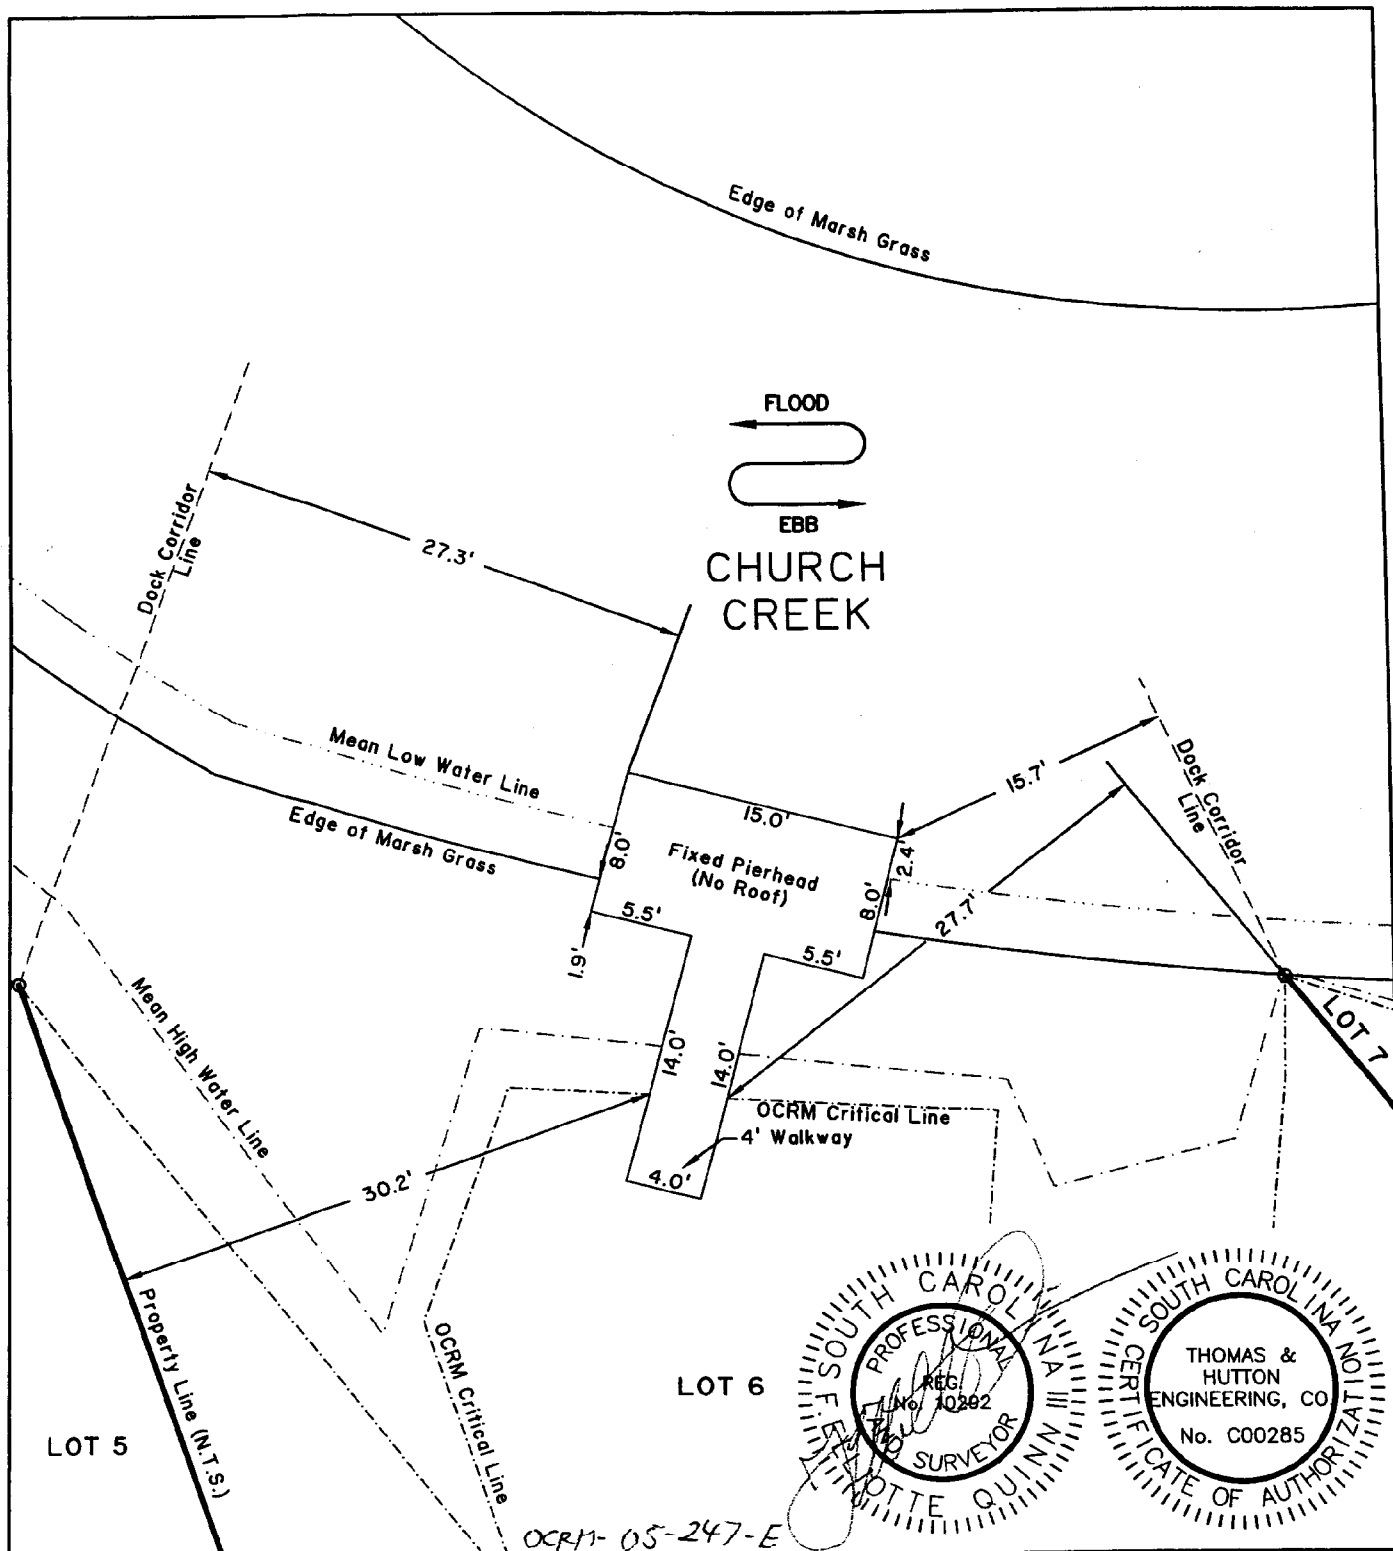 Edge of Marsh Grass
FLOOD
EBB
CHURCH
CREEK
Dock Corridor
Line
27.3'
Mean Low Water Line
Edge of Marsh Grass
15.0'
15.7'
Dock Corridor
Line
Fixed Pierhead
(No Roof)
8.0'
2.4'
8.0'
27.7'
5.5'
5.5'
1.9'
Mean High Water Line
14.0'
14.0'
LOT 7
OCRM Critical Line
4' Walkway
4.0'
30.2'
Property Line (N.T.S.)
OCRM Critical Line
LOT 5
LOT 6
SOUTH CAROLINA
F. ELLIOTTE QUINN III
PROFESSIONAL
REG.
No. 10292
LAND SURVEYOR
SOUTH CAROLINA
CERTIFICATE OF AUTHORIZATION
THOMAS &
HUTTON
ENGINEERING, CO.
No. C00285
OCRM-05-247-E